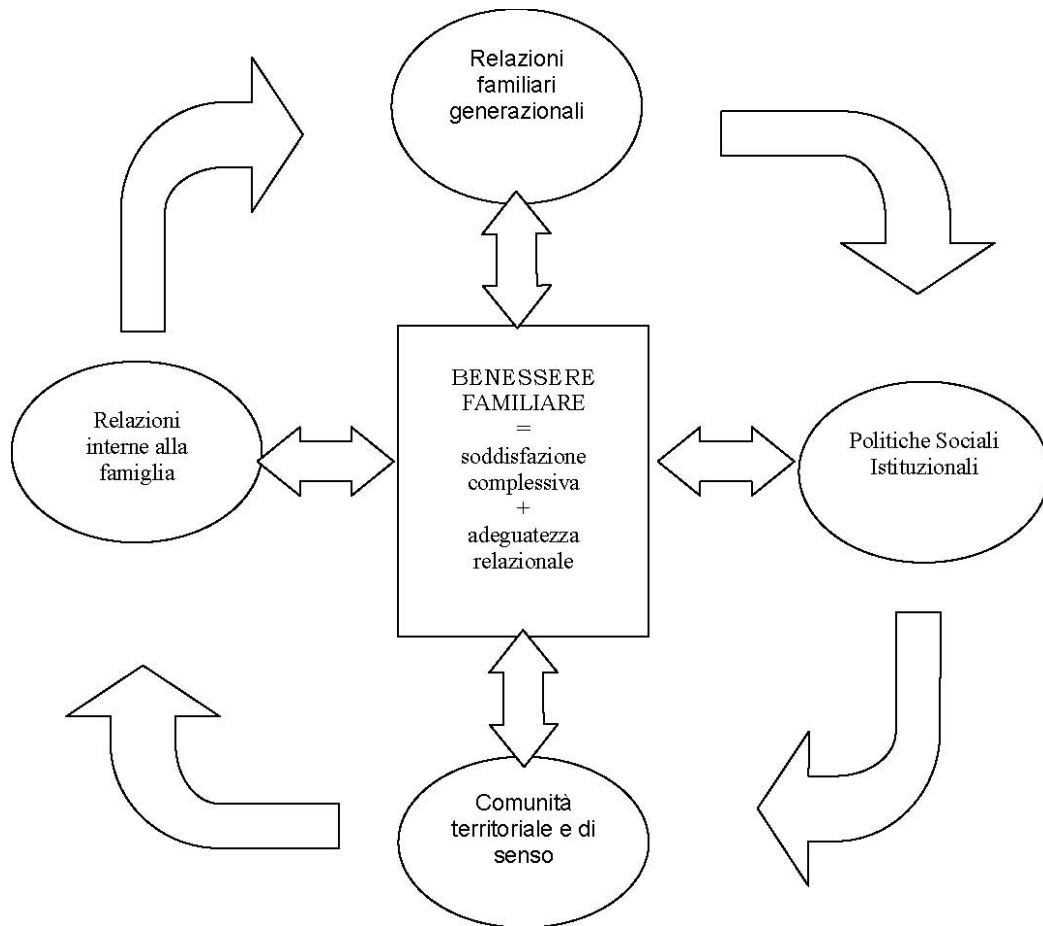 Relazioni
familiari
generazionali
Relazioni
interne alla
famiglia
BENESSERE
FAMILIARE
=
soddisfazione
complessiva
+
adeguatezza
relazionale
Politiche Sociali
Istituzionali
Comunità
territoriale e di
senso